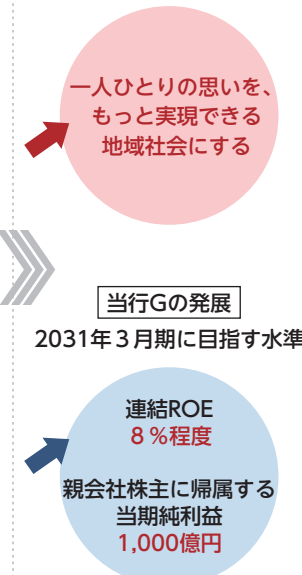 一人ひとりの思いを、
もっと実現できる
地域社会にする
当行Gの発展
2031年3月期に目指す水準
連結ROE
8%程度
親会社株主に帰属する
当期純利益
1,000億円